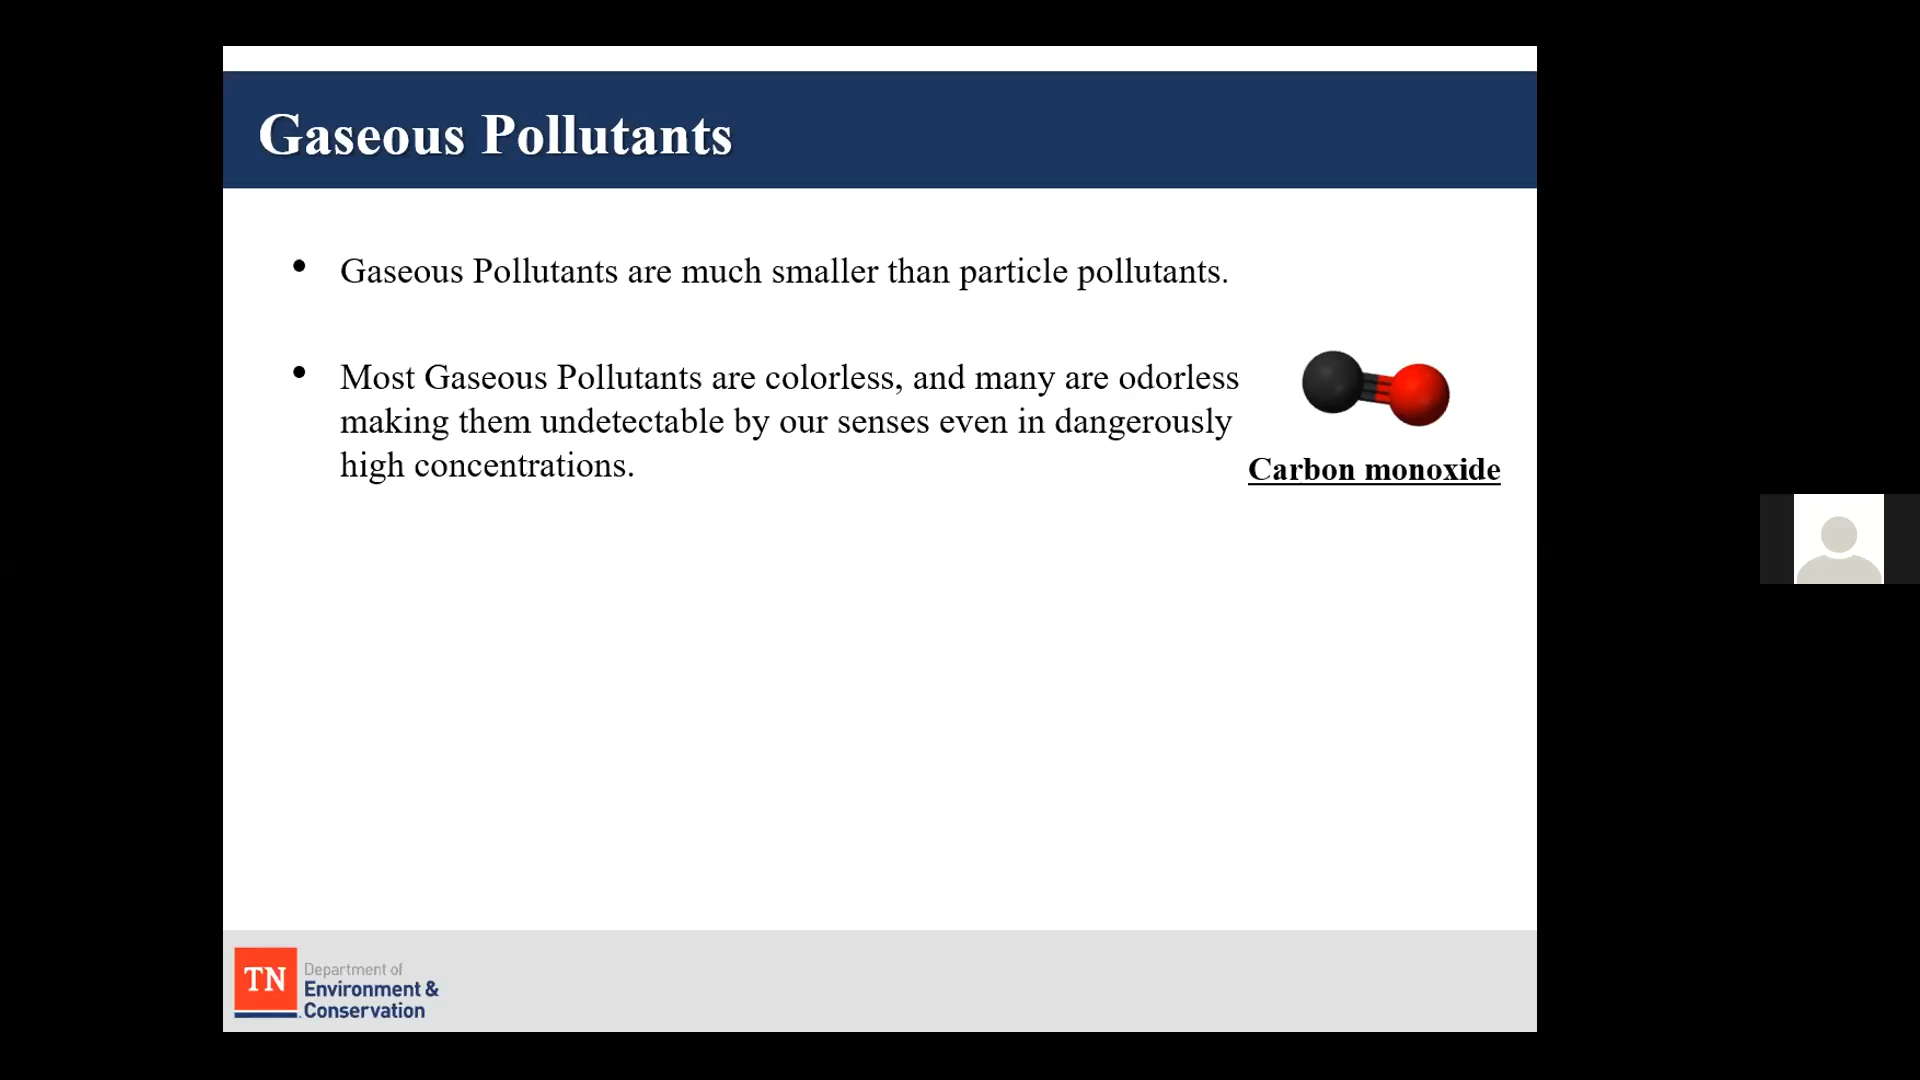 Gaseous Pollutants
• Gaseous Pollutants are much smaller than particle pollutants.
• Most Gaseous Pollutants are colorless, and many are odorless
making them undetectable by our senses even in dangerously
high concentrations.
Carbon monoxide
TN
Department of
Environment &
Conservation